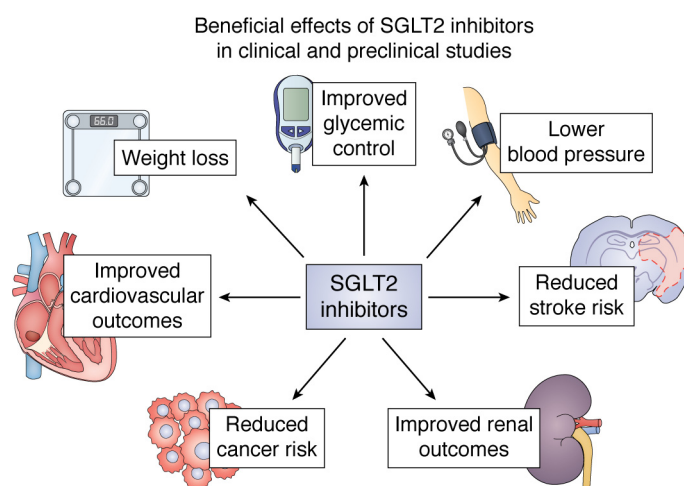 Beneficial effects of SGLT2 inhibitors
in clinical and preclinical studies
66.0
Weight loss
Improved
glycemic
control
Lower
blood pressure
Improved
cardiovascular
outcomes
SGLT2
inhibitors
Reduced
stroke risk
Reduced
cancer risk
Improved renal
outcomes